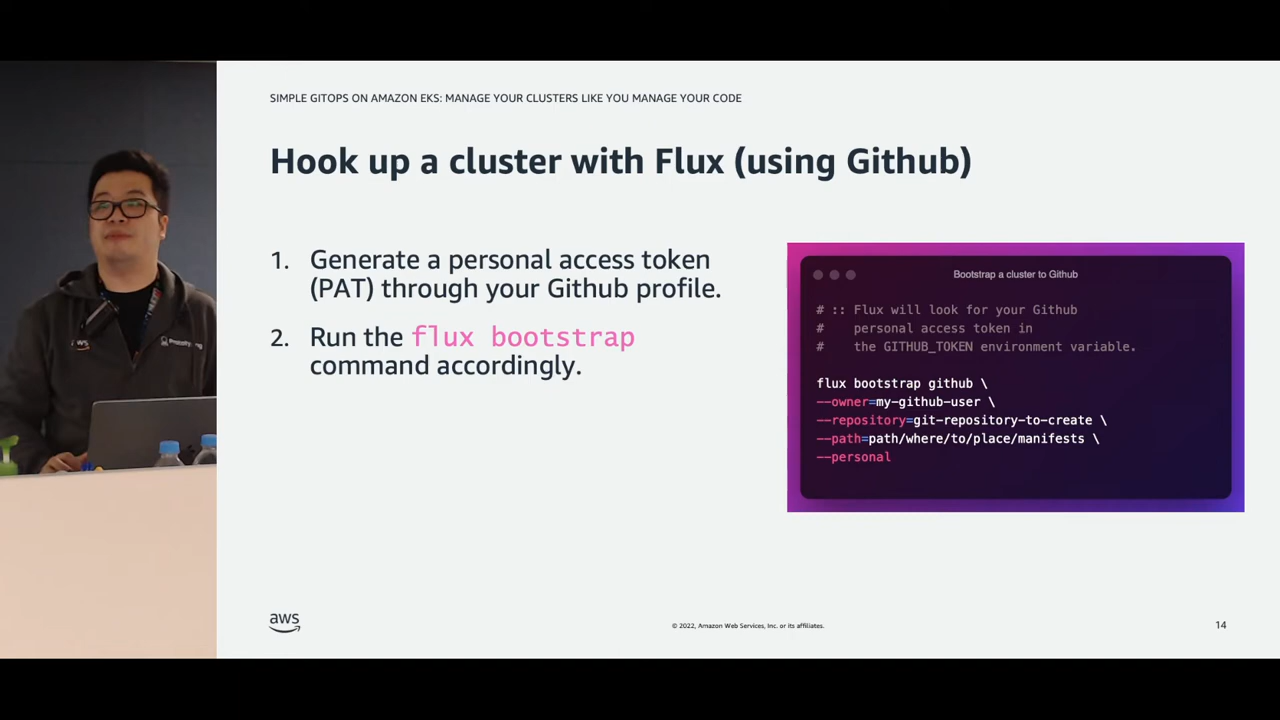 SIMPLE GITOPS ON AMAZON EKS: MANAGE YOUR CLUSTERS LIKE YOU MANAGE YOUR CODE
Hook up a cluster with Flux (using Github)
1. Generate a personal access token
(PAT) through your Github profile.
2. Run the flux bootstrap
command accordingly.
Bootstrap a cluster to Github
# :: Flux will look for your Github
#    personal access token in
#    the GITHUB_TOKEN environment variable.
flux bootstrap github \
--owner=my-github-user \
--repository=git-repository-to-create \
--path=path/where/to/place/manifests \
--personal
aws
aws
© 2022, Amazon Web Services, Inc. or its affiliates.
14